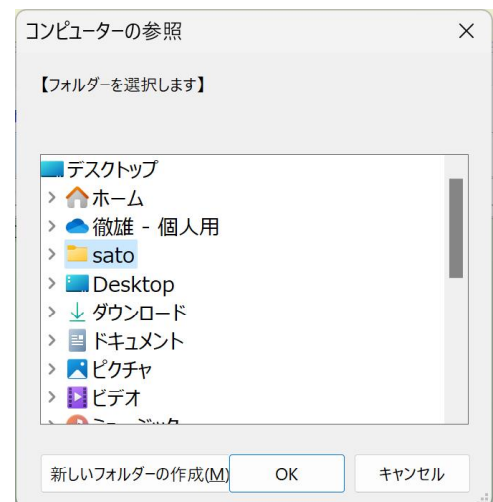 コンピューターの参照
【フォルダーを選択します】
デスクトップ
ホーム
徹雄 - 個人用
sato
Desktop
ダウンロード
ドキュメント
ピクチャ
ビデオ
新しいフォルダーの作成(M)
OK
キャンセル